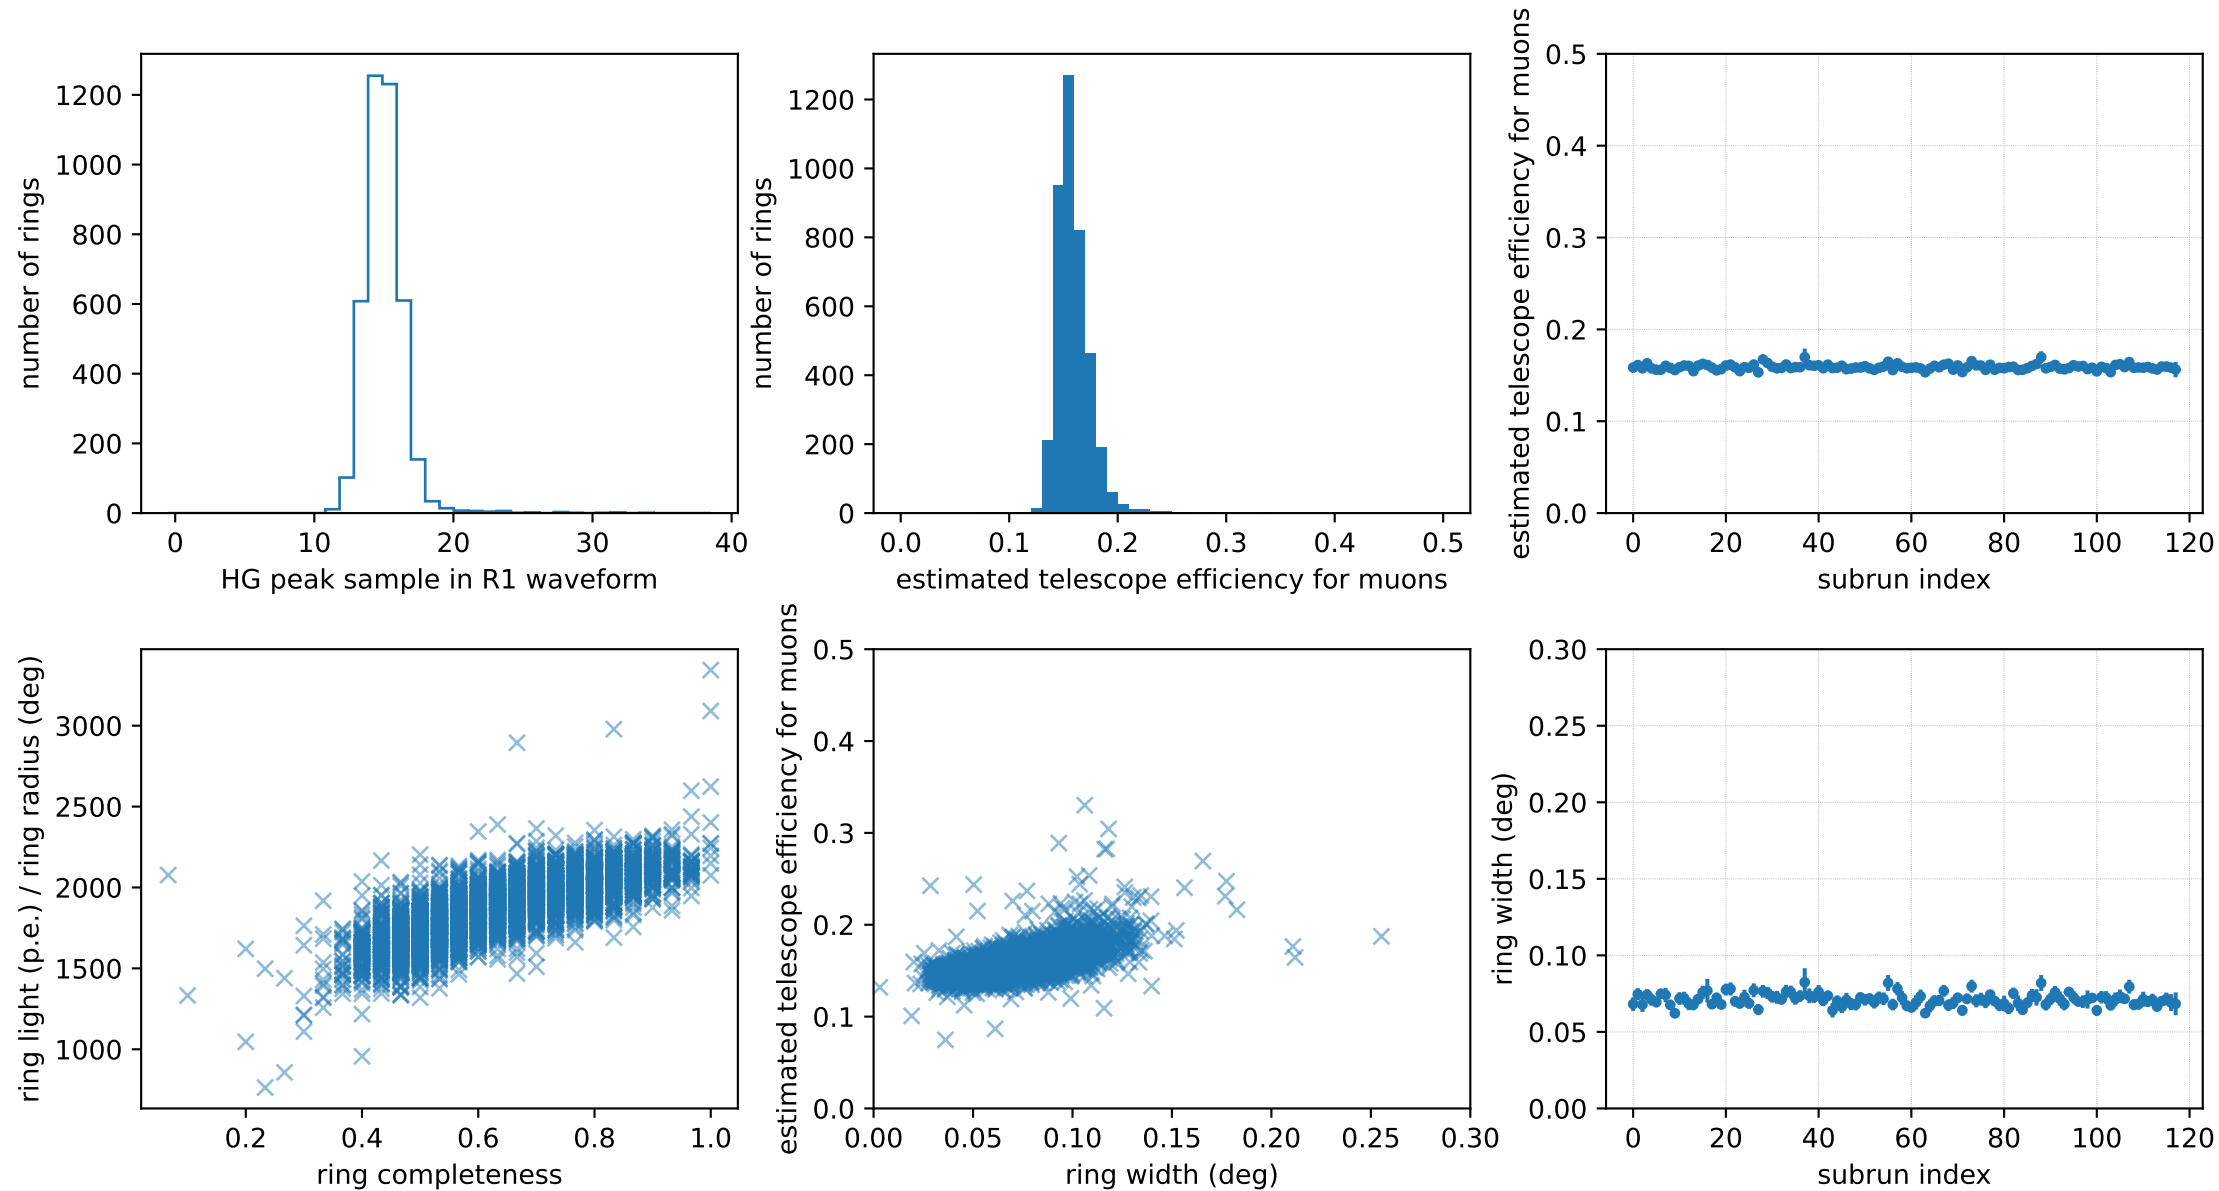 number of rings
1200
1000
800
600
400
200
0
0 10 20 30 40
HG peak sample in R1 waveform
number of rings
1200
1000
800
600
400
200
0
0.0 0.1 0.2 0.3 0.4 0.5
estimated telescope efficiency for muons
estimated telescope efficiency for muons
0.5
0.4
0.3
0.2
0.1
0.0
0 20 40 60 80 100 120
subrun index
ring light (p.e.) / ring radius (deg)
3000
2500
2000
1500
1000
0.2 0.4 0.6 0.8 1.0
ring completeness
estimated telescope efficiency for muons
0.5
0.4
0.3
0.2
0.1
0.0
0.00 0.05 0.10 0.15 0.20 0.25 0.30
ring width (deg)
ring width (deg)
0.30
0.25
0.20
0.15
0.10
0.05
0.00
0 20 40 60 80 100 120
subrun index